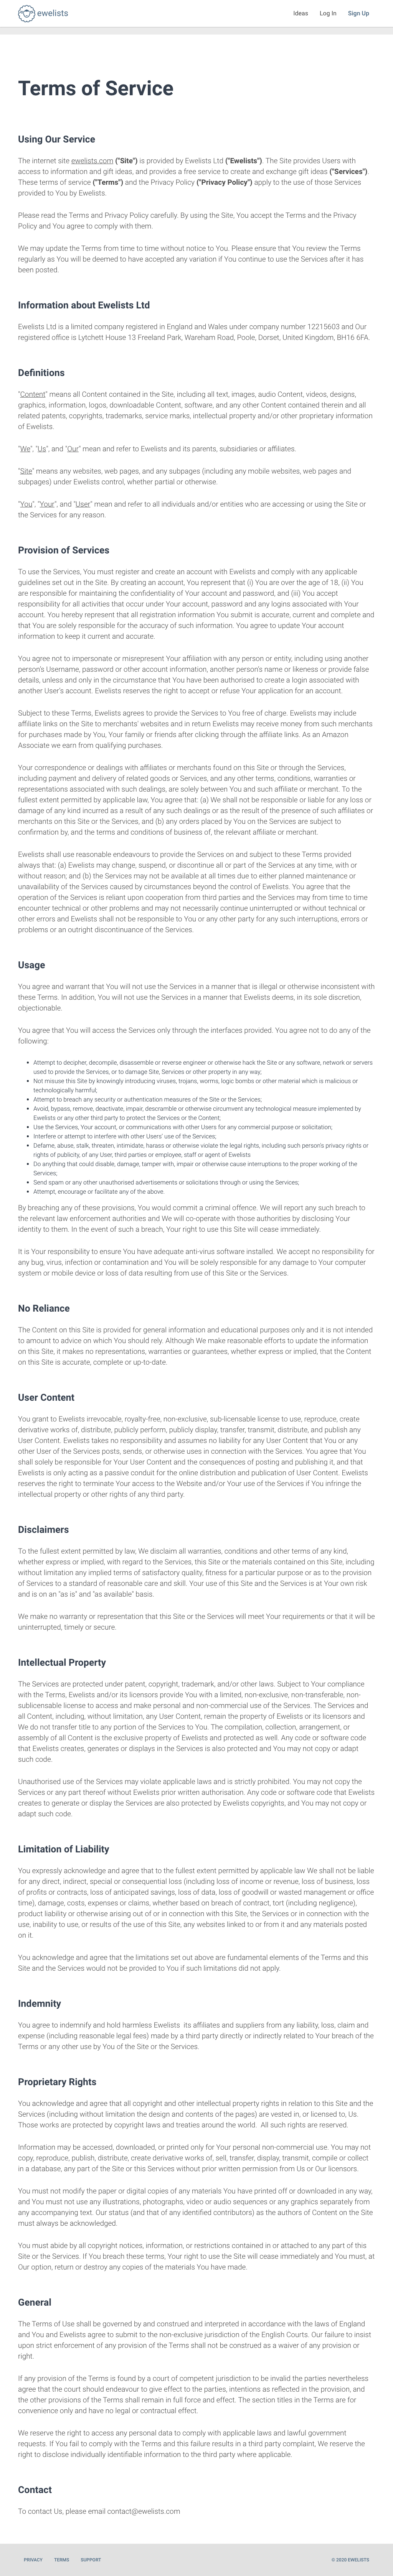 ewelists
Ideas Log In Sign Up
Terms of Service
Using Our Service
The internet site ewelists.com ("Site") is provided by Ewelists Ltd ("Ewelists"). The Site provides Users with
access to information and gift ideas, and provides a free service to create and exchange gift ideas ("Services").
These terms of service ("Terms") and the Privacy Policy ("Privacy Policy") apply to the use of those Services
provided to You by Ewelists.
Please read the Terms and Privacy Policy carefully. By using the Site, You accept the Terms and the Privacy
Policy and You agree to comply with them.
We may update the Terms from time to time without notice to You. Please ensure that You review the Terms
regularly as You will be deemed to have accepted any variation if You continue to use the Services after it has
been posted.
Information about Ewelists Ltd
Ewelists Ltd is a limited company registered in England and Wales under company number 12215603 and Our
registered office is Lytchett House 13 Freeland Park, Wareham Road, Poole, Dorset, United Kingdom, BH16 6FA.
Definitions
"Content" means all Content contained in the Site, including all text, images, audio Content, videos, designs,
graphics, information, logos, downloadable Content, software, and any other Content contained therein and all
related patents, copyrights, trademarks, service marks, intellectual property and/or other proprietary information
of Ewelists.
"We", "Us", and "Our" mean and refer to Ewelists and its parents, subsidiaries or affiliates.
"Site" means any websites, web pages, and any subpages (including any mobile websites, web pages and
subpages) under Ewelists control, whether partial or otherwise.
"You", "Your", and "User" mean and refer to all individuals and/or entities who are accessing or using the Site or
the Services for any reason.
Provision of Services
To use the Services, You must register and create an account with Ewelists and comply with any applicable
guidelines set out in the Site. By creating an account, You represent that (i) You are over the age of 18, (ii) You
are responsible for maintaining the confidentiality of Your account and password, and (iii) You accept
responsibility for all activities that occur under Your account, password and any logins associated with Your
account. You hereby represent that all registration information You submit is accurate, current and complete and
that You are solely responsible for the accuracy of such information. You agree to update Your account
information to keep it current and accurate.
You agree not to impersonate or misrepresent Your affiliation with any person or entity, including using another
person's Username, password or other account information, another person's name or likeness or provide false
details, unless and only in the circumstance that You have been authorised to create a login associated with
another User's account. Ewelists reserves the right to accept or refuse Your application for an account.
Subject to these Terms, Ewelists agrees to provide the Services to You free of charge. Ewelists may include
affiliate links on the Site to merchants' websites and in return Ewelists may receive money from such merchants
for purchases made by You, Your family or friends after clicking through the affiliate links. As an Amazon
Associate we earn from qualifying purchases.
Your correspondence or dealings with affiliates or merchants found on this Site or through the Services,
including payment and delivery of related goods or Services, and any other terms, conditions, warranties or
representations associated with such dealings, are solely between You and such affiliate or merchant. To the
fullest extent permitted by applicable law, You agree that: (a) We shall not be responsible or liable for any loss or
damage of any kind incurred as a result of any such dealings or as the result of the presence of such affiliates or
merchants on this Site or the Services, and (b) any orders placed by You on the Services are subject to
confirmation by, and the terms and conditions of business of, the relevant affiliate or merchant.
Ewelists shall use reasonable endeavours to provide the Services on and subject to these Terms provided
always that: (a) Ewelists may change, suspend, or discontinue all or part of the Services at any time, with or
without reason; and (b) the Services may not be available at all times due to either planned maintenance or
unavailability of the Services caused by circumstances beyond the control of Ewelists. You agree that the
operation of the Services is reliant upon cooperation from third parties and the Services may from time to time
encounter technical or other problems and may not necessarily continue uninterrupted or without technical or
other errors and Ewelists shall not be responsible to You or any other party for any such interruptions, errors or
problems or an outright discontinuance of the Services.
Usage
You agree and warrant that You will not use the Services in a manner that is illegal or otherwise inconsistent with
these Terms. In addition, You will not use the Services in a manner that Ewelists deems, in its sole discretion,
objectionable.
You agree that You will access the Services only through the interfaces provided. You agree not to do any of the
following:
• Attempt to decipher, decompile, disassemble or reverse engineer or otherwise hack the Site or any software, network or servers
used to provide the Services, or to damage Site, Services or other property in any way;
• Not misuse this Site by knowingly introducing viruses, trojans, worms, logic bombs or other material which is malicious or
technologically harmful;
• Attempt to breach any security or authentication measures of the Site or the Services;
• Avoid, bypass, remove, deactivate, impair, descramble or otherwise circumvent any technological measure implemented by
Ewelists or any other third party to protect the Services or the Content;
• Use the Services, Your account, or communications with other Users for any commercial purpose or solicitation;
• Interfere or attempt to interfere with other Users' use of the Services;
• Defame, abuse, stalk, threaten, intimidate, harass or otherwise violate the legal rights, including such person's privacy rights or
rights of publicity, of any User, third parties or employee, staff or agent of Ewelists
• Do anything that could disable, damage, tamper with, impair or otherwise cause interruptions to the proper working of the
Services;
• Send spam or any other unauthorised advertisements or solicitations through or using the Services;
• Attempt, encourage or facilitate any of the above.
By breaching any of these provisions, You would commit a criminal offence. We will report any such breach to
the relevant law enforcement authorities and We will co-operate with those authorities by disclosing Your
identity to them. In the event of such a breach, Your right to use this Site will cease immediately.
It is Your responsibility to ensure You have adequate anti-virus software installed. We accept no responsibility for
any bug, virus, infection or contamination and You will be solely responsible for any damage to Your computer
system or mobile device or loss of data resulting from use of this Site or the Services.
No Reliance
The Content on this Site is provided for general information and educational purposes only and it is not intended
to amount to advice on which You should rely. Although We make reasonable efforts to update the information
on this Site, it makes no representations, warranties or guarantees, whether express or implied, that the Content
on this Site is accurate, complete or up-to-date.
User Content
You grant to Ewelists irrevocable, royalty-free, non-exclusive, sub-licensable license to use, reproduce, create
derivative works of, distribute, publicly perform, publicly display, transfer, transmit, distribute, and publish any
User Content. Ewelists takes no responsibility and assumes no liability for any User Content that You or any
other User of the Services posts, sends, or otherwise uses in connection with the Services. You agree that You
shall solely be responsible for Your User Content and the consequences of posting and publishing it, and that
Ewelists is only acting as a passive conduit for the online distribution and publication of User Content. Ewelists
reserves the right to terminate Your access to the Website and/or Your use of the Services if You infringe the
intellectual property or other rights of any third party.
Disclaimers
To the fullest extent permitted by law, We disclaim all warranties, conditions and other terms of any kind,
whether express or implied, with regard to the Services, this Site or the materials contained on this Site, including
without limitation any implied terms of satisfactory quality, fitness for a particular purpose or as to the provision
of Services to a standard of reasonable care and skill. Your use of this Site and the Services is at Your own risk
and is on an "as is" and "as available" basis.
We make no warranty or representation that this Site or the Services will meet Your requirements or that it will be
uninterrupted, timely or secure.
Intellectual Property
The Services are protected under patent, copyright, trademark, and/or other laws. Subject to Your compliance
with the Terms, Ewelists and/or its licensors provide You with a limited, non-exclusive, non-transferable, non-
sublicensable license to access and make personal and non-commercial use of the Services. The Services and
all Content, including, without limitation, any User Content, remain the property of Ewelists or its licensors and
We do not transfer title to any portion of the Services to You. The compilation, collection, arrangement, or
assembly of all Content is the exclusive property of Ewelists and protected as well. Any code or software code
that Ewelists creates, generates or displays in the Services is also protected and You may not copy or adapt
such code.
Unauthorised use of the Services may violate applicable laws and is strictly prohibited. You may not copy the
Services or any part thereof without Ewelists prior written authorisation. Any code or software code that Ewelists
creates to generate or display the Services are also protected by Ewelists copyrights, and You may not copy or
adapt such code.
Limitation of Liability
You expressly acknowledge and agree that to the fullest extent permitted by applicable law We shall not be liable
for any direct, indirect, special or consequential loss (including loss of income or revenue, loss of business, loss
of profits or contracts, loss of anticipated savings, loss of data, loss of goodwill or wasted management or office
time), damage, costs, expenses or claims, whether based on breach of contract, tort (including negligence),
product liability or otherwise arising out of or in connection with this Site, the Services or in connection with the
use, inability to use, or results of the use of this Site, any websites linked to or from it and any materials posted
on it.
You acknowledge and agree that the limitations set out above are fundamental elements of the Terms and this
Site and the Services would not be provided to You if such limitations did not apply.
Indemnity
You agree to indemnify and hold harmless Ewelists its affiliates and suppliers from any liability, loss, claim and
expense (including reasonable legal fees) made by a third party directly or indirectly related to Your breach of the
Terms or any other use by You of the Site or the Services.
Proprietary Rights
You acknowledge and agree that all copyright and other intellectual property rights in relation to this Site and the
Services (including without limitation the design and contents of the pages) are vested in, or licensed to, Us.
Those works are protected by copyright laws and treaties around the world. All such rights are reserved.
Information may be accessed, downloaded, or printed only for Your personal non-commercial use. You may not
copy, reproduce, publish, distribute, create derivative works of, sell, transfer, display, transmit, compile or collect
in a database, any part of the Site or this Services without prior written permission from Us or Our licensors.
You must not modify the paper or digital copies of any materials You have printed off or downloaded in any way,
and You must not use any illustrations, photographs, video or audio sequences or any graphics separately from
any accompanying text. Our status (and that of any identified contributors) as the authors of Content on the Site
must always be acknowledged.
You must abide by all copyright notices, information, or restrictions contained in or attached to any part of this
Site or the Services. If You breach these terms, Your right to use the Site will cease immediately and You must, at
Our option, return or destroy any copies of the materials You have made.
General
The Terms of Use shall be governed by and construed and interpreted in accordance with the laws of England
and You and Ewelists agree to submit to the non-exclusive jurisdiction of the English Courts. Our failure to insist
upon strict enforcement of any provision of the Terms shall not be construed as a waiver of any provision or
right.
If any provision of the Terms is found by a court of competent jurisdiction to be invalid the parties nevertheless
agree that the court should endeavour to give effect to the parties, intentions as reflected in the provision, and
the other provisions of the Terms shall remain in full force and effect. The section titles in the Terms are for
convenience only and have no legal or contractual effect.
We reserve the right to access any personal data to comply with applicable laws and lawful government
requests. If You fail to comply with the Terms and this failure results in a third party complaint, We reserve the
right to disclose individually identifiable information to the third party where applicable.
Contact
To contact Us, please email contact@ewelists.com
PRIVACY TERMS SUPPORT © 2020 EWELISTS